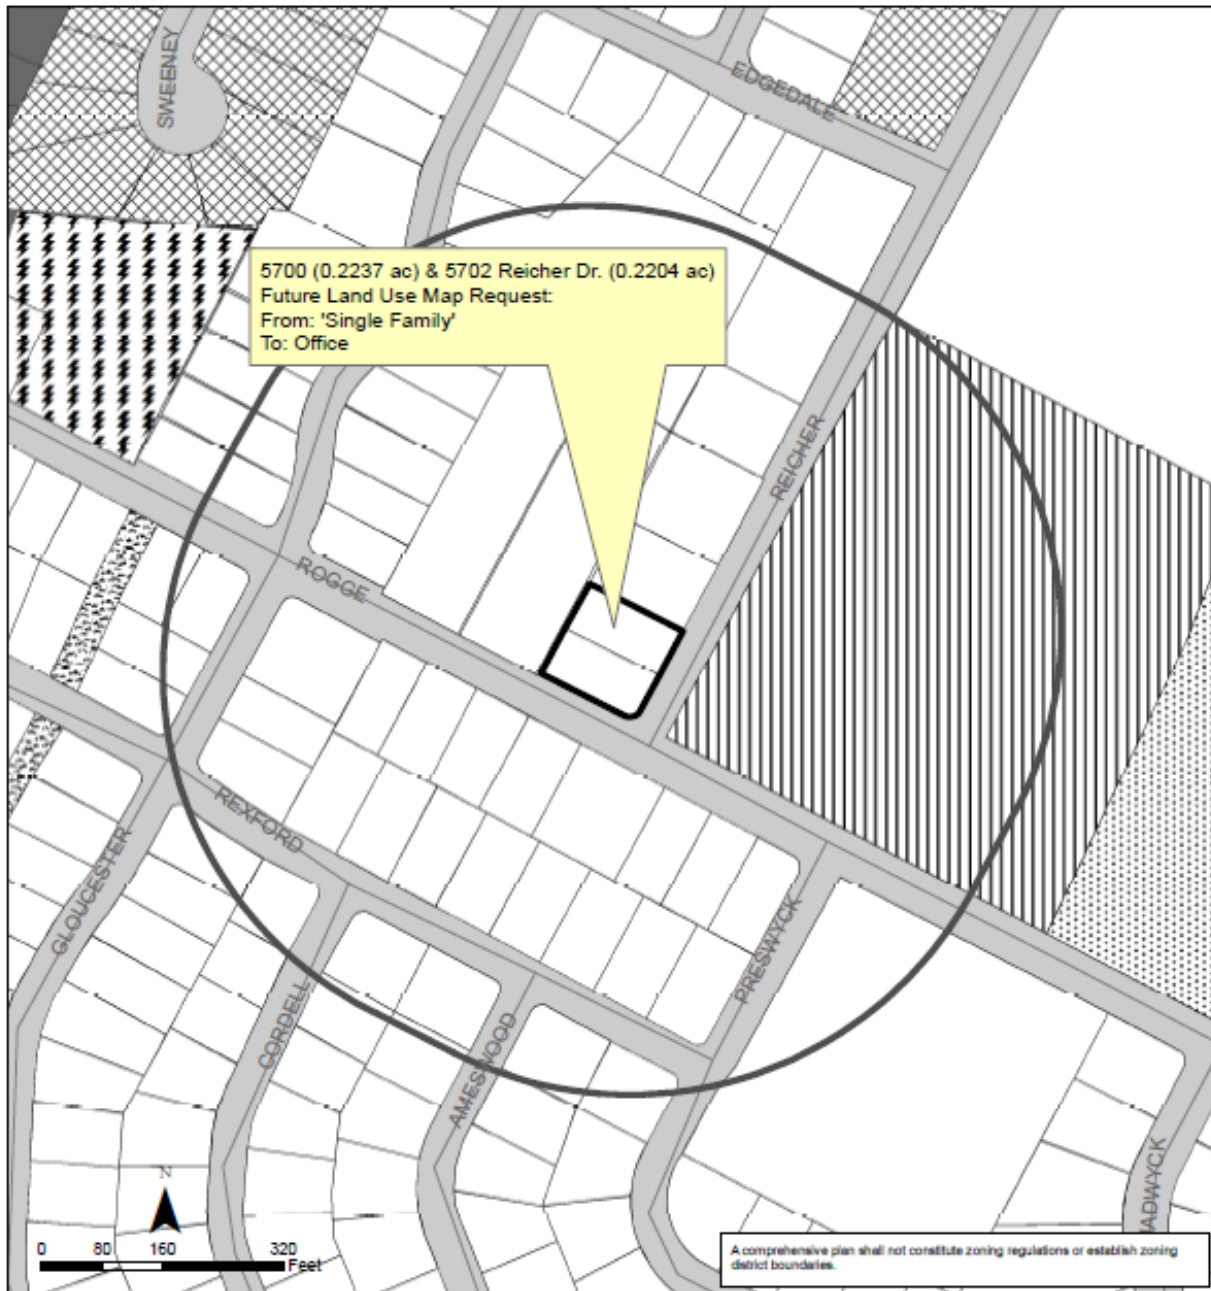 SWEENEY
EDGEDALE
5700 (0.2237 ac) & 5702 Reicher Dr. (0.2204 ac)
Future Land Use Map Request:
From: 'Single Family'
To: Office
REICHER
ROGGE
REXFORD
GLOUCESTER
PRESWYCK
CORDELL
AMESWOOD
ADWYCK
N
0 80 160 320
Feet
A comprehensive plan shall not constitute zoning regulations or establish zoning
district boundaries.